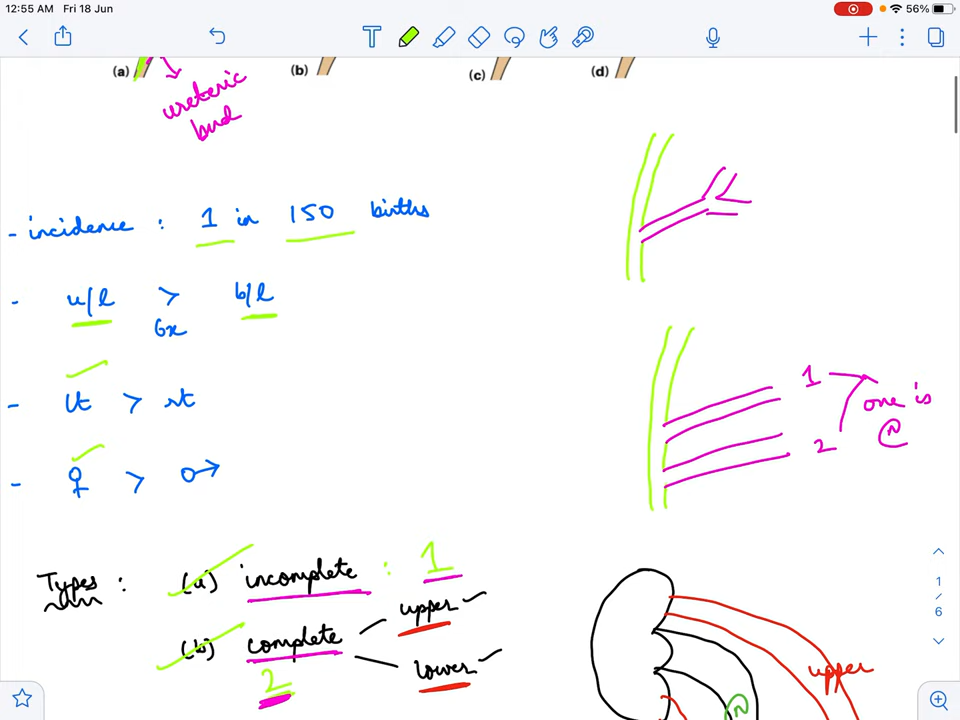 12:55 AM Fri 18 Jun 56%
(a) (b) (c) (d)
ureteric
bud
- incidence : 1 in 150 births
- u/l > b/l
6x
- lt > rt
- ♀ > ♂
1
2
one is
(N)
Types : (a) incomplete : 1
(b) complete
2
upper
lower
upper
(N)
1
/
6